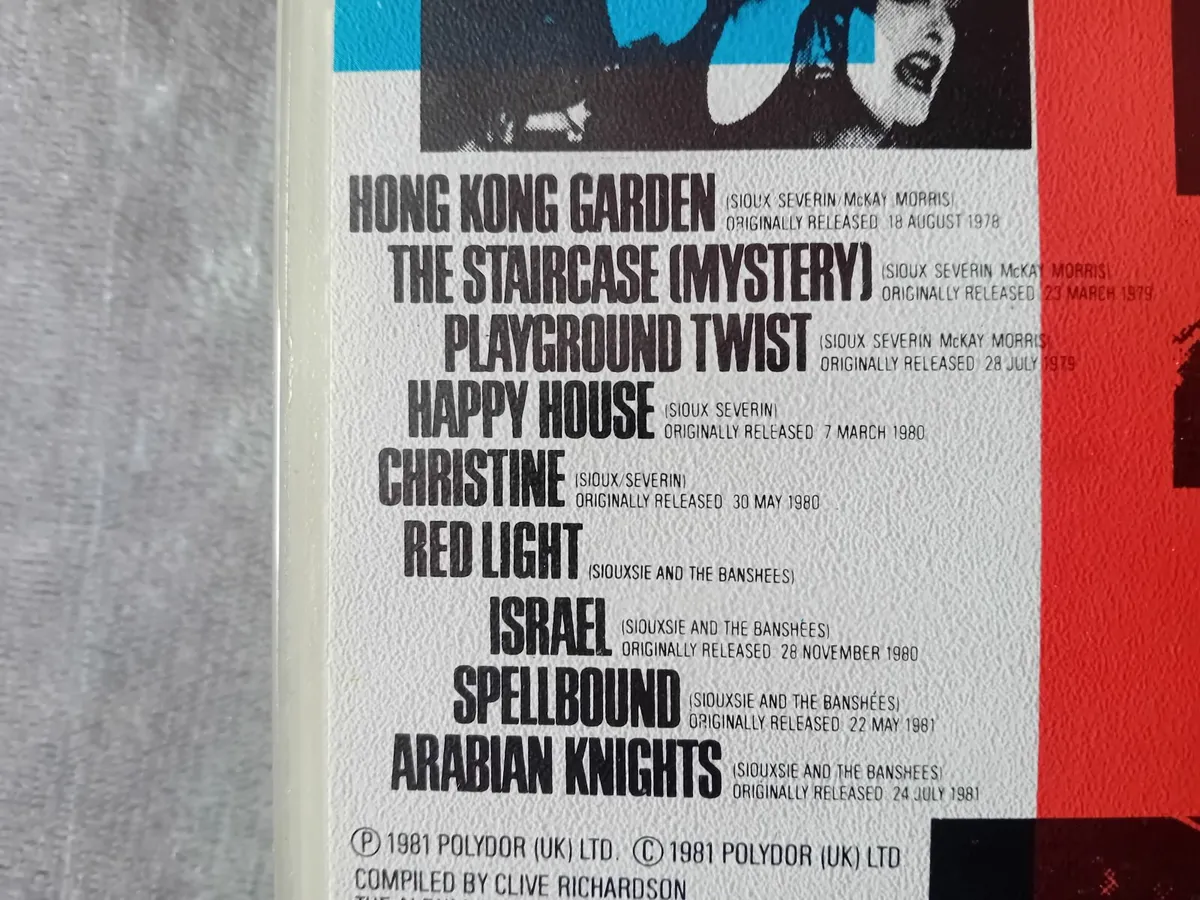 HONG KONG GARDEN (SIOUX SEVERIN/McKAY MORRIS)
ORIGINALLY RELEASED 18 AUGUST 1978
THE STAIRCASE (MYSTERY) (SIOUX SEVERIN McKAY MORRIS)
ORIGINALLY RELEASED 23 MARCH 1979
PLAYGROUND TWIST (SIOUX SEVERIN McKAY MORRIS)
ORIGINALLY RELEASED 28 JULY 1979
HAPPY HOUSE (SIOUX SEVERIN)
ORIGINALLY RELEASED 7 MARCH 1980
CHRISTINE (SIOUX/SEVERIN)
ORIGINALLY RELEASED 30 MAY 1980
RED LIGHT (SIOUXSIE AND THE BANSHEES)
ISRAEL (SIOUXSIE AND THE BANSHEES)
ORIGINALLY RELEASED 28 NOVEMBER 1980
SPELLBOUND (SIOUXSIE AND THE BANSHEES)
ORIGINALLY RELEASED 22 MAY 1981
ARABIAN KNIGHTS (SIOUXSIE AND THE BANSHEES)
ORIGINALLY RELEASED 24 JULY 1981
Ⓟ 1981 POLYDOR (UK) LTD. © 1981 POLYDOR (UK) LTD
COMPILED BY CLIVE RICHARDSON